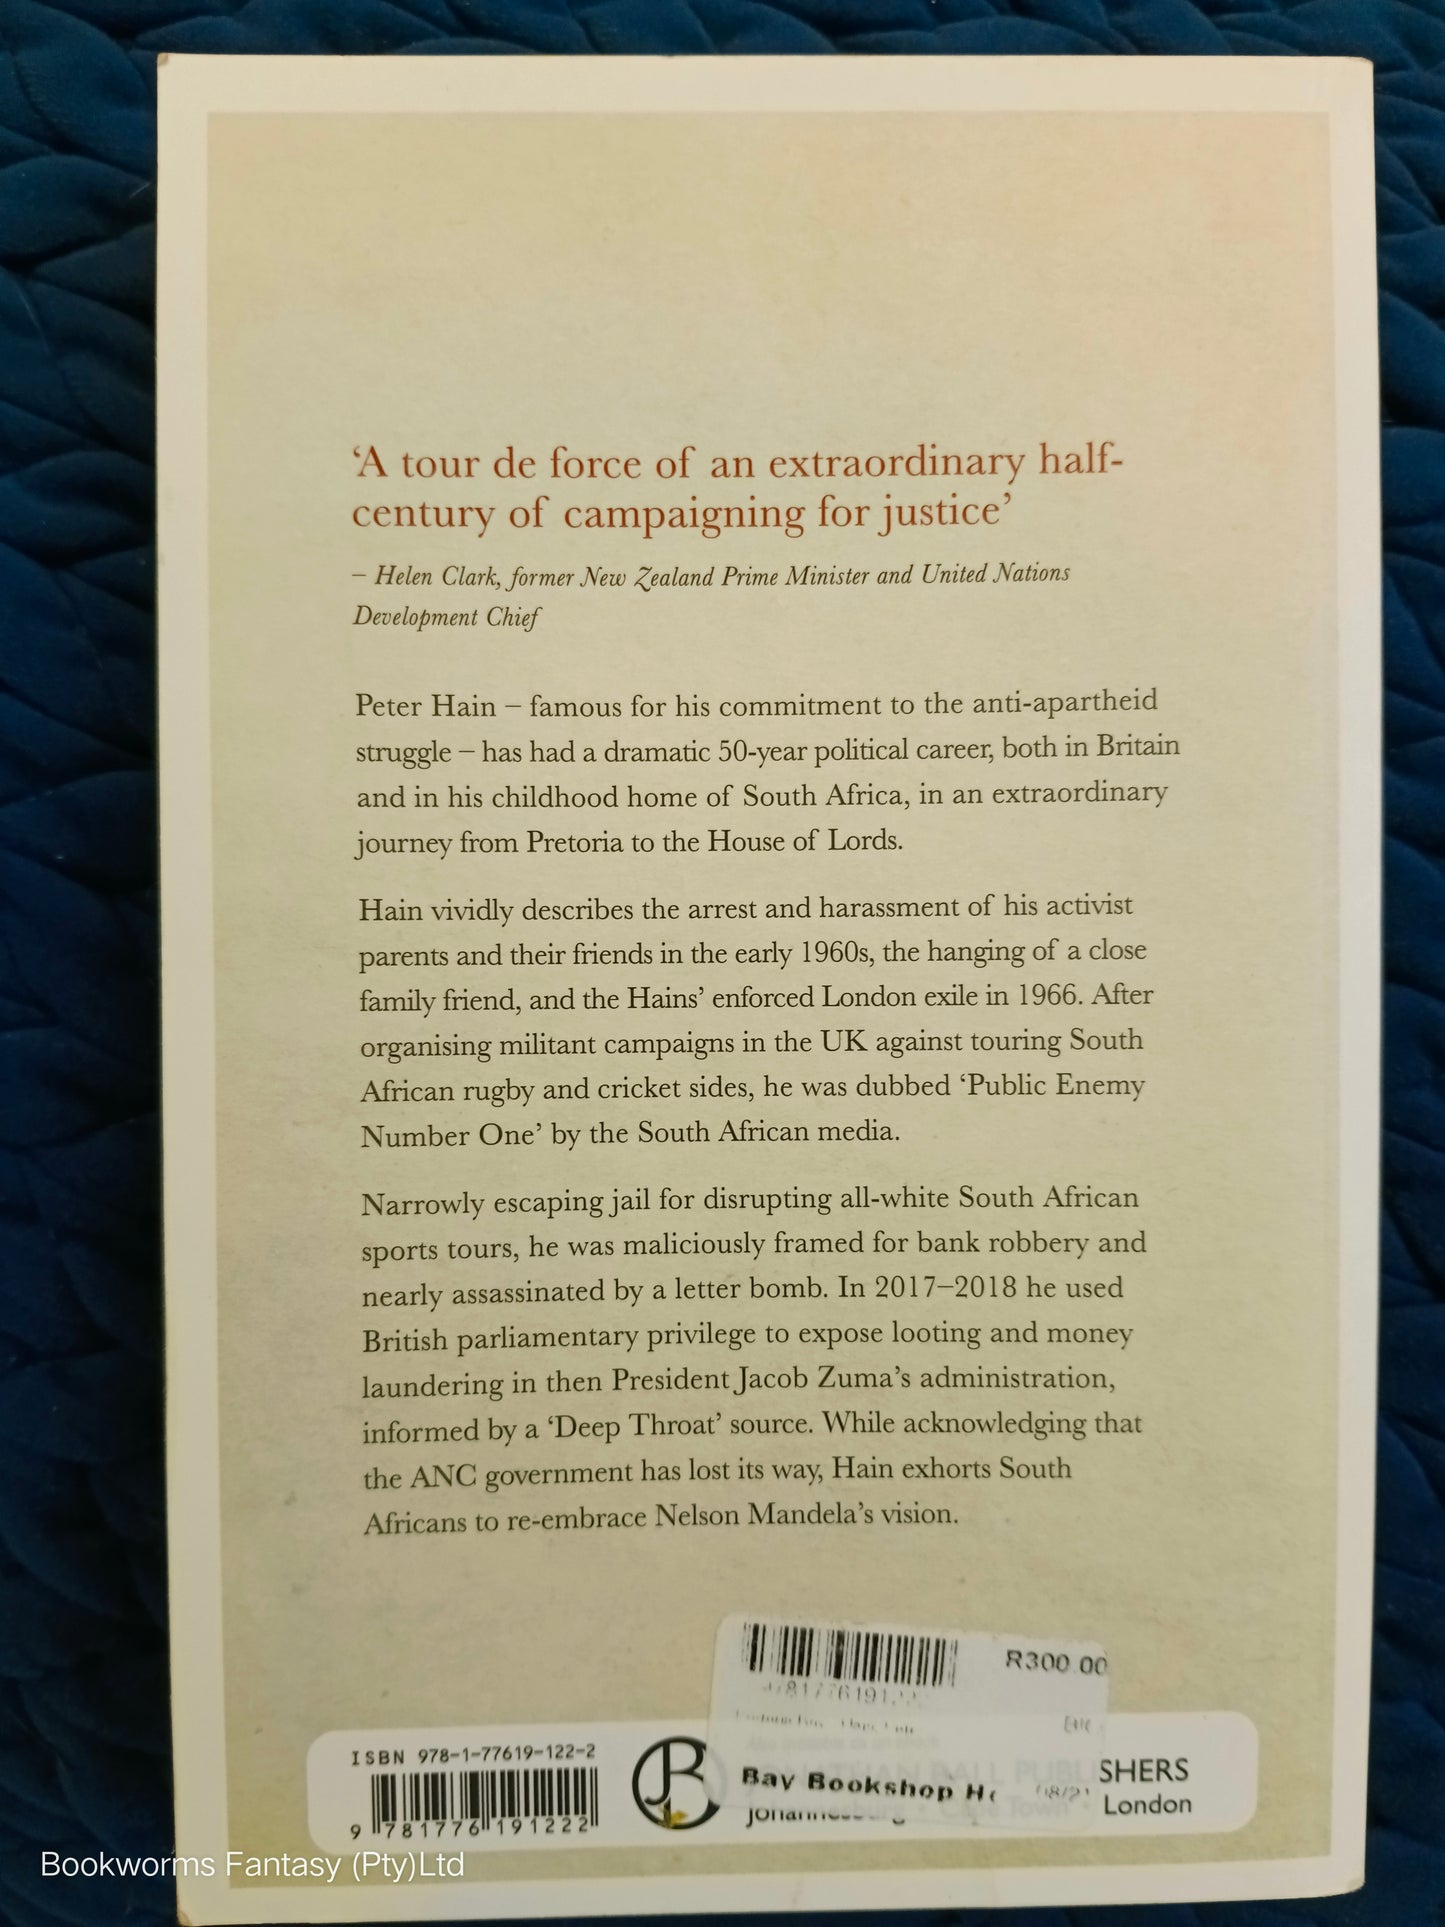 ‘A tour de force of an extraordinary half-
century of campaigning for justice’
– Helen Clark, former New Zealand Prime Minister and United Nations
Development Chief
Peter Hain – famous for his commitment to the anti-apartheid
struggle – has had a dramatic 50-year political career, both in Britain
and in his childhood home of South Africa, in an extraordinary
journey from Pretoria to the House of Lords.
Hain vividly describes the arrest and harassment of his activist
parents and their friends in the early 1960s, the hanging of a close
family friend, and the Hains’ enforced London exile in 1966. After
organising militant campaigns in the UK against touring South
African rugby and cricket sides, he was dubbed ‘Public Enemy
Number One’ by the South African media.
Narrowly escaping jail for disrupting all-white South African
sports tours, he was maliciously framed for bank robbery and
nearly assassinated by a letter bomb. In 2017–2018 he used
British parliamentary privilege to expose looting and money
laundering in then President Jacob Zuma’s administration,
informed by a ‘Deep Throat’ source. While acknowledging that
the ANC government has lost its way, Hain exhorts South
Africans to re-embrace Nelson Mandela’s vision.
R300.00
ISBN 978-1-77619-122-2
9 781776 191222
JB
Bay Bookshop
SHERS
London
Bookworms Fantasy (Pty)Ltd